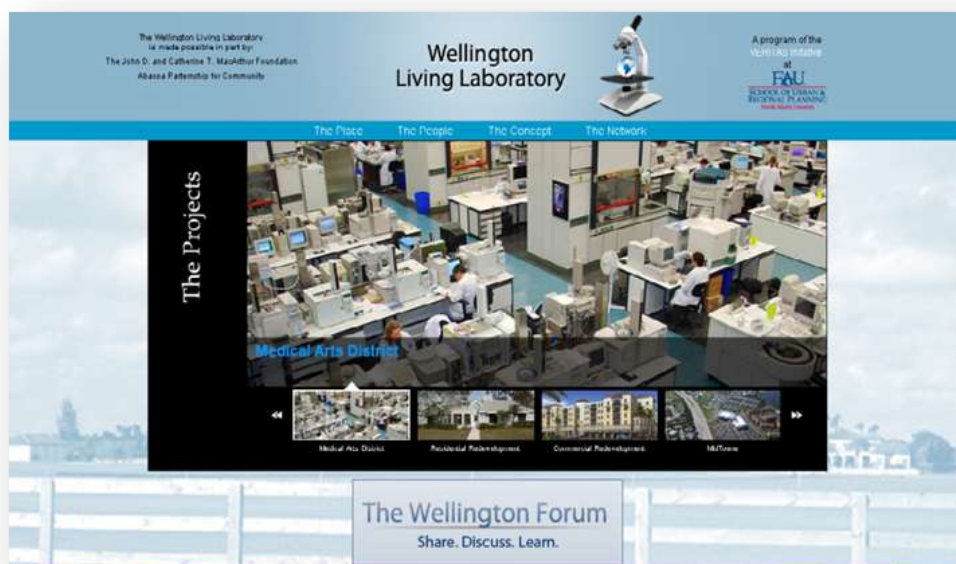 The Wellington Living Laboratory
is made possible in part by:
The John D. and Catherine T. MacArthur Foundation
Abacoa Partnership for Community
Wellington
Living Laboratory
A program of the
VERITAS Initiative
at
FAU
SCHOOL OF URBAN &
REGIONAL PLANNING
The Place
The People
The Concept
The Network
The Projects
Medical Arts District
Medical Arts District
Residential Redevelopment
Commercial Redevelopment
MidTowne
The Wellington Forum
Share. Discuss. Learn.